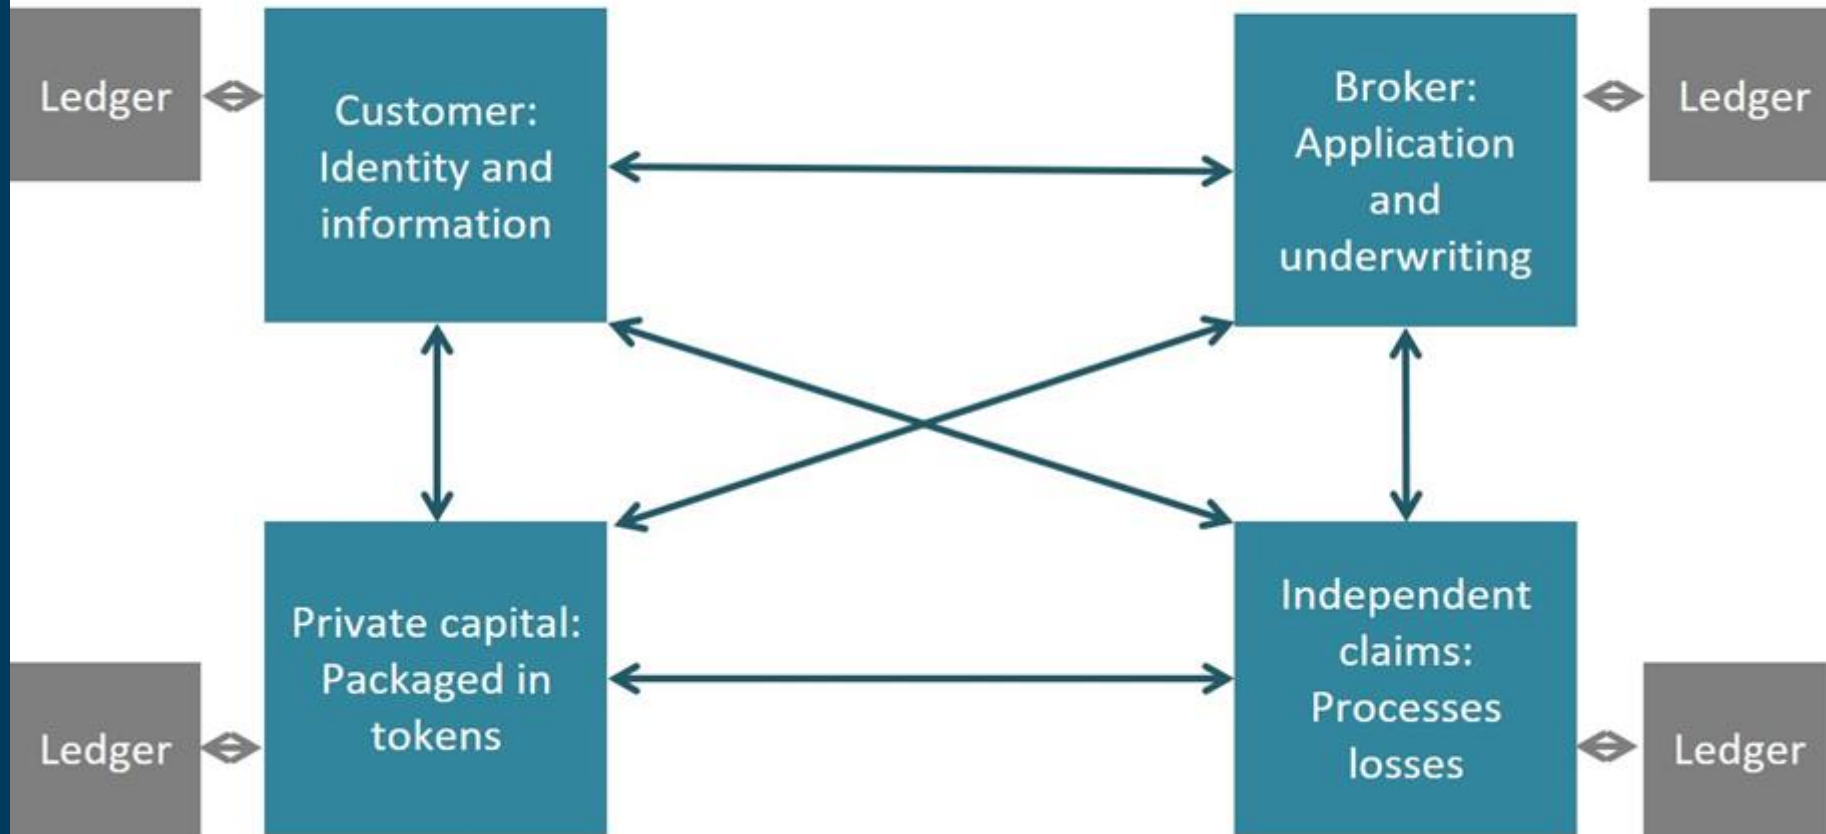 Ledger
Customer:
Identity and
information
Broker:
Application
and
underwriting
Ledger
Ledger
Private capital:
Packaged in
tokens
Independent
claims:
Processes
losses
Ledger